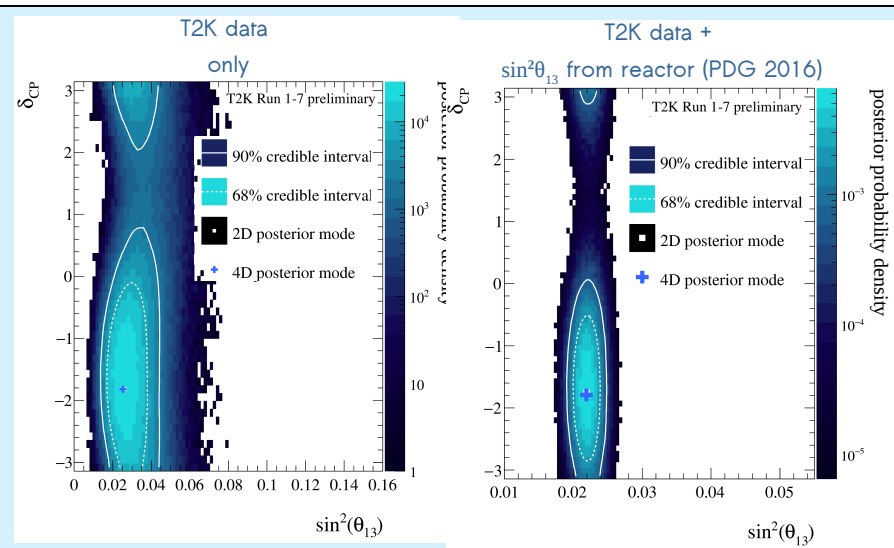 T2K data
only
T2K Run 1-7 preliminary
90% credible interval
68% credible interval
2D posterior mode
4D posterior mode
δCP
3
2
1
0
−1
−2
−3
0 0.02 0.04 0.06 0.08 0.1 0.12 0.14 0.16
sin²(θ₁₃)
10⁴
10³
10²
10
1
posterior probability density
T2K data +
sin²θ₁₃ from reactor (PDG 2016)
T2K Run 1-7 preliminary
90% credible interval
68% credible interval
2D posterior mode
4D posterior mode
δCP
3
2
1
0
−1
−2
−3
0.01 0.02 0.03 0.04 0.05
sin²(θ₁₃)
10⁻³
10⁻⁴
10⁻⁵
posterior probability density